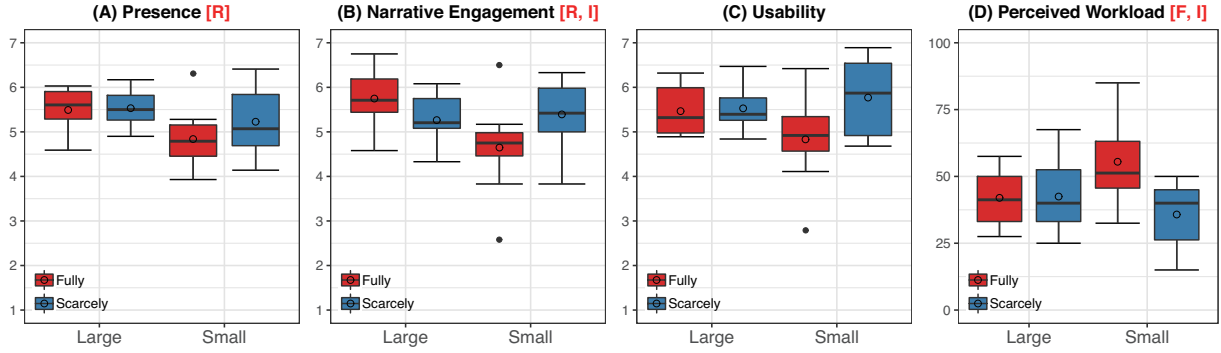 (A) Presence [R]
7
6
5
4
3
2
1
Fully
Scarcely
Large Small
(B) Narrative Engagement [R, I]
7
6
5
4
3
2
1
Fully
Scarcely
Large Small
(C) Usability
7
6
5
4
3
2
1
Fully
Scarcely
Large Small
(D) Perceived Workload [F, I]
100
75
50
25
0
Fully
Scarcely
Large Small